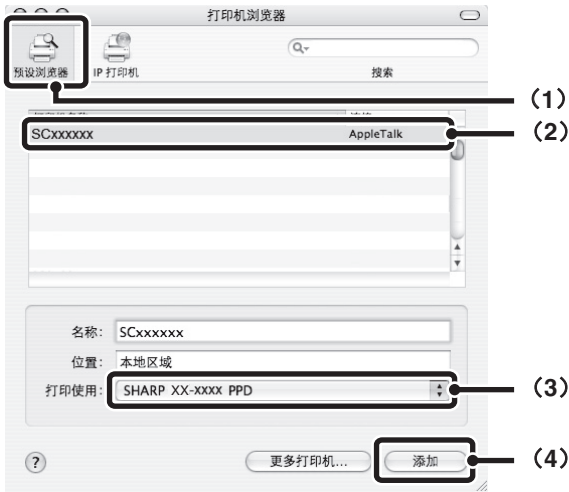 打印机浏览器
预设浏览器
IP 打印机
搜索
(1)
SCxxxxxx AppleTalk
(2)
名称: SCxxxxxx
位置: 本地区域
打印使用: SHARP XX-xxxx PPD
(3)
?
更多打印机...
添加
(4)